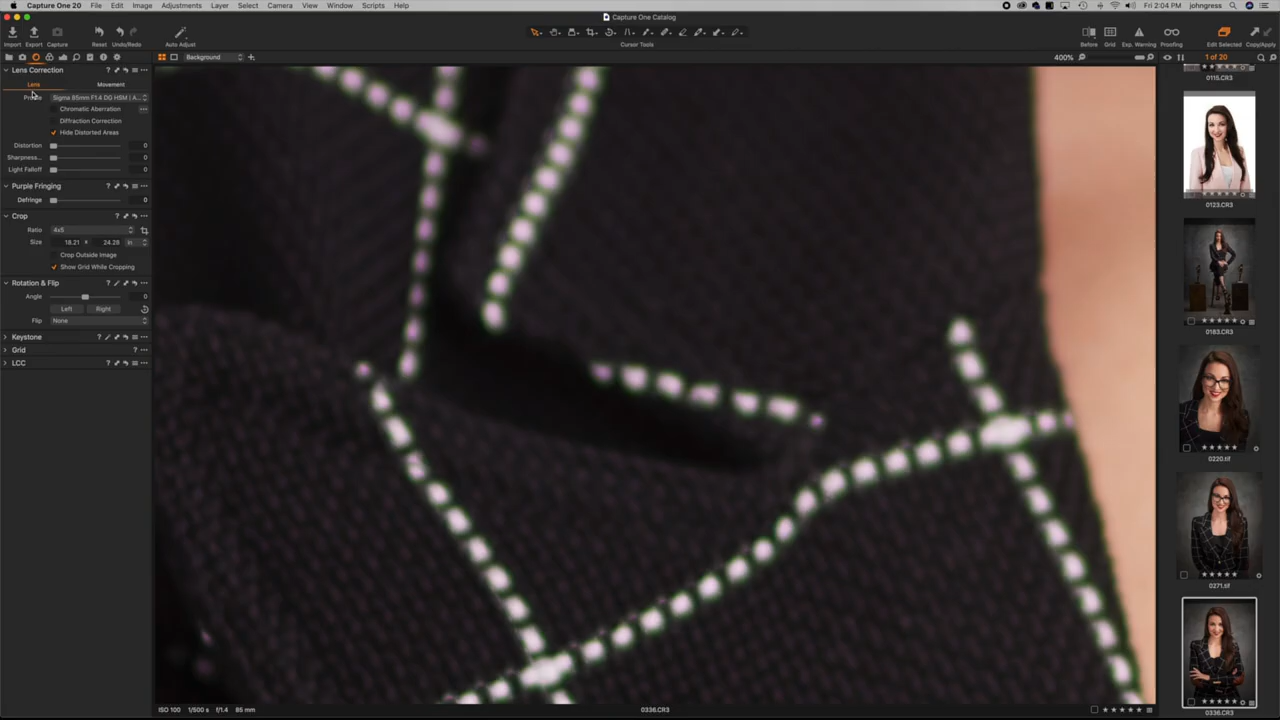 Capture One 20 Catalog File Edit Image Adjustments Layer Select Camera View Scripts Window Help Fri 2:04 PM johngress
Capture One Catalog
Import Export Capture Reset Undo/Redo Auto Adjust Cursor Tools Before Grid Exp. Warning Proofing Edit Selected Copy/Apply
Background 400% 1 of 20
Lens Correction
Lens Movement
Profile Sigma 85mm F1.4 DG HSM | A...
Chromatic Aberration
Diffraction Correction
Hide Distorted Areas
Distortion 0
Sharpness... 0
Light Falloff 0
Purple Fringing
Defringe 0
Crop
Ratio 4x5
Size 18.21 x 24.28 in
Crop Outside Image
Show Grid While Cropping
Rotation & Flip
Angle 0
Left Right
Flip None
Keystone
Grid
LCC
0115.CR3
0123.CR3
0183.CR3
0220.tif
0271.tif
0336.CR3
ISO 100 1/500 s f/1.4 85 mm
0336.CR3